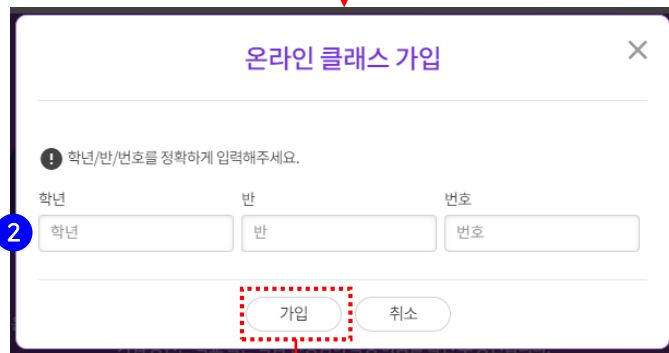 온라인 클래스 가입
학년/반/번호를 정확하게 입력해주세요.
학년 반 번호
2 학년 반 번호
가입 취소